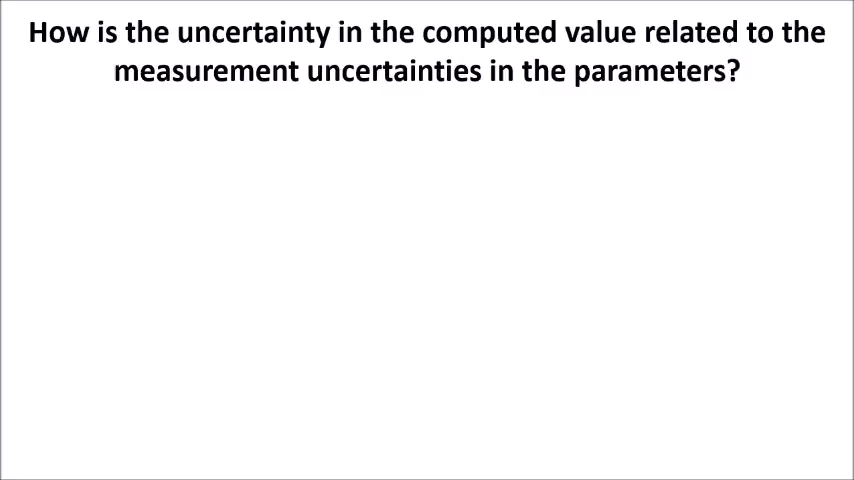 How is the uncertainty in the computed value related to the
measurement uncertainties in the parameters?